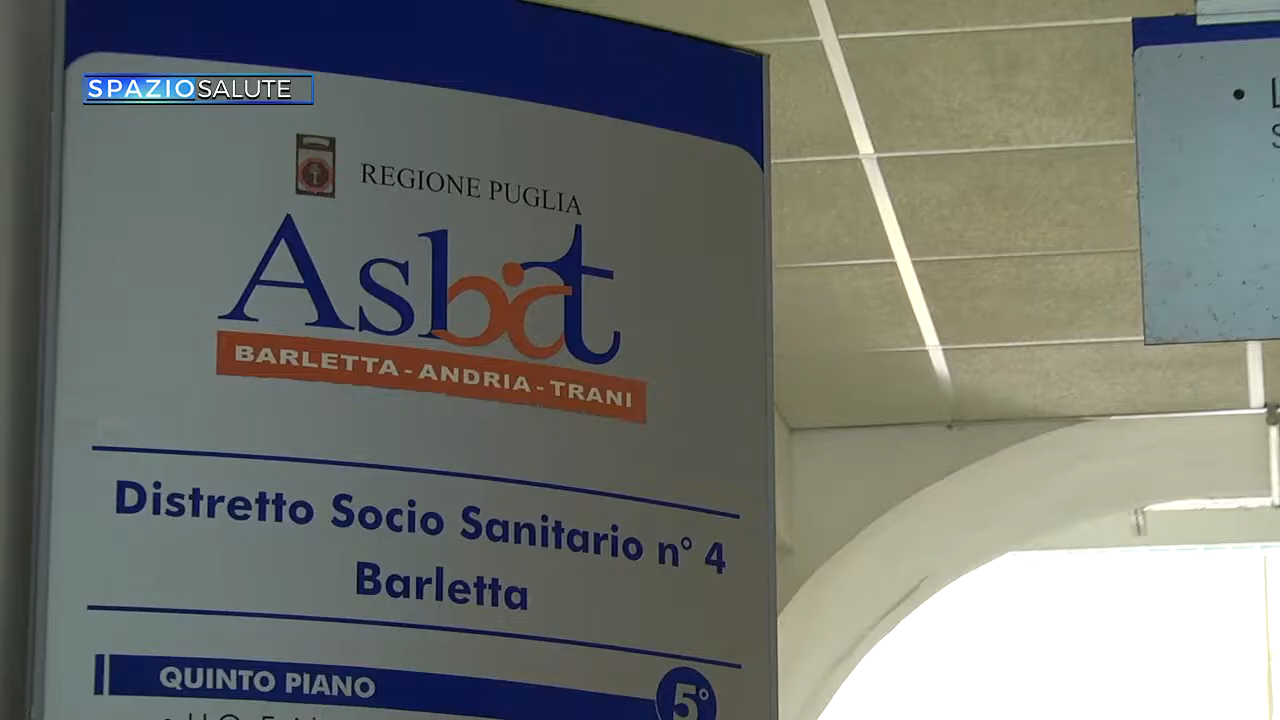 SPAZIOSALUTE
REGIONE PUGLIA
Asbat
BARLETTA - ANDRIA - TRANI
Distretto Socio Sanitario n° 4
Barletta
QUINTO PIANO
5°